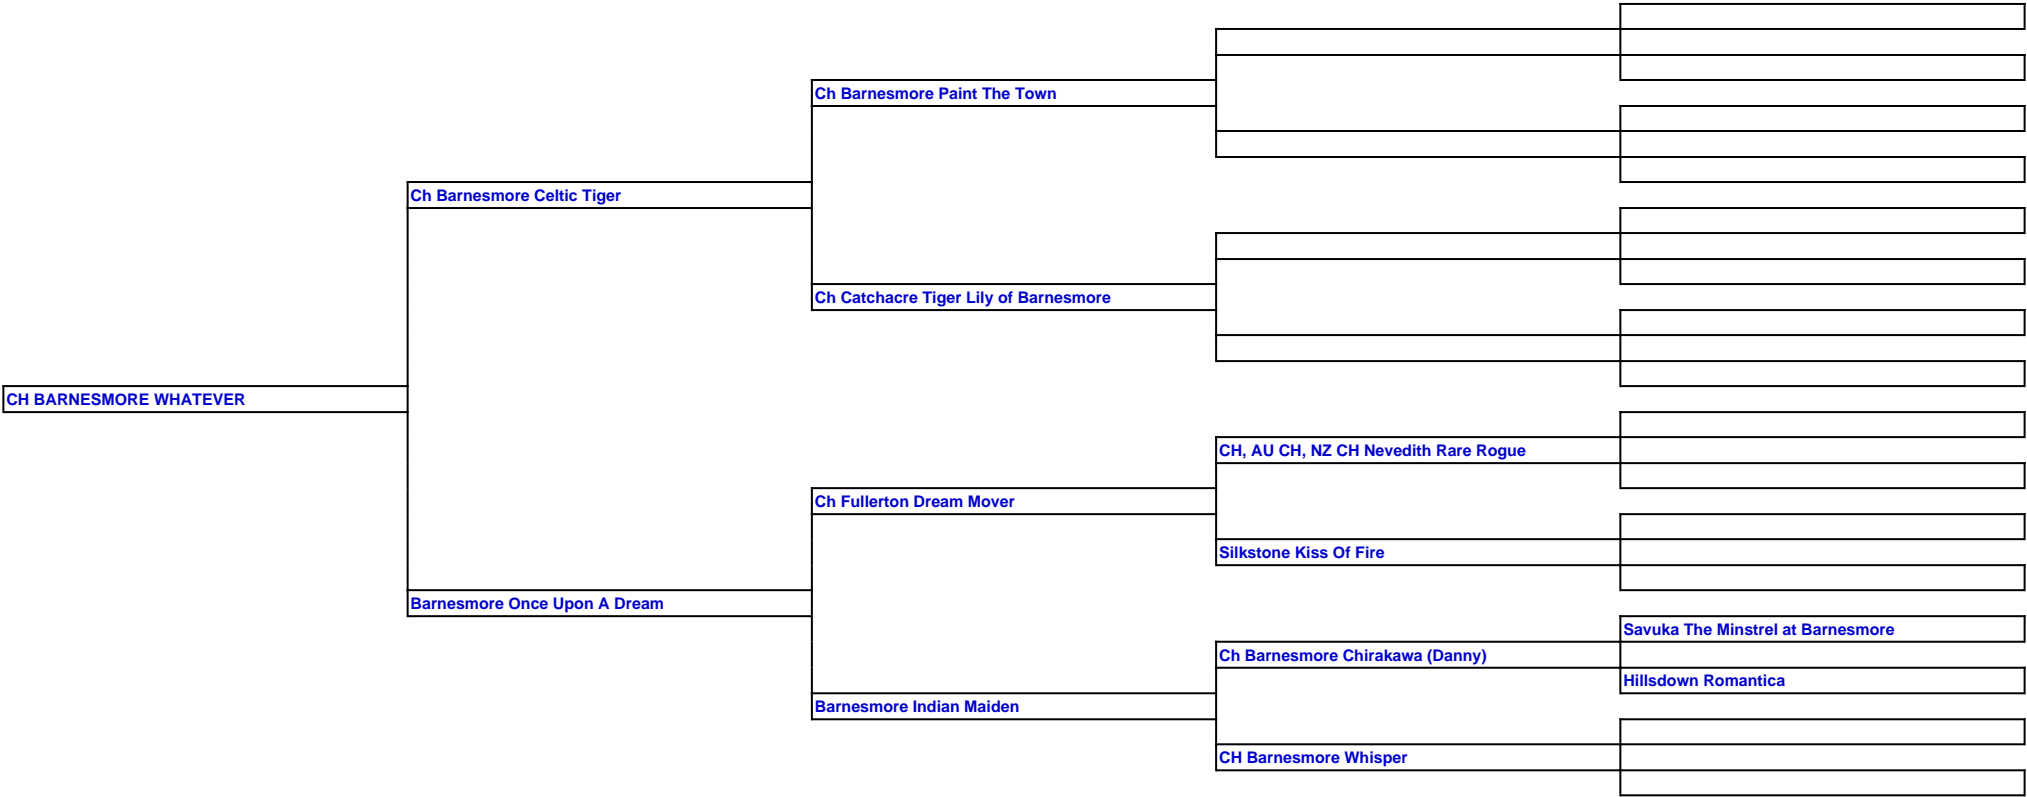 Ch Barnesmore Paint The Town
Ch Barnesmore Celtic Tiger
Ch Catchacre Tiger Lily of Barnesmore
CH BARNESMORE WHATEVER
CH, AU CH, NZ CH Nevedith Rare Rogue
Ch Fullerton Dream Mover
Silkstone Kiss Of Fire
Barnesmore Once Upon A Dream
Savuka The Minstrel at Barnesmore
Ch Barnesmore Chirakawa (Danny)
Hillsdown Romantica
Barnesmore Indian Maiden
CH Barnesmore Whisper